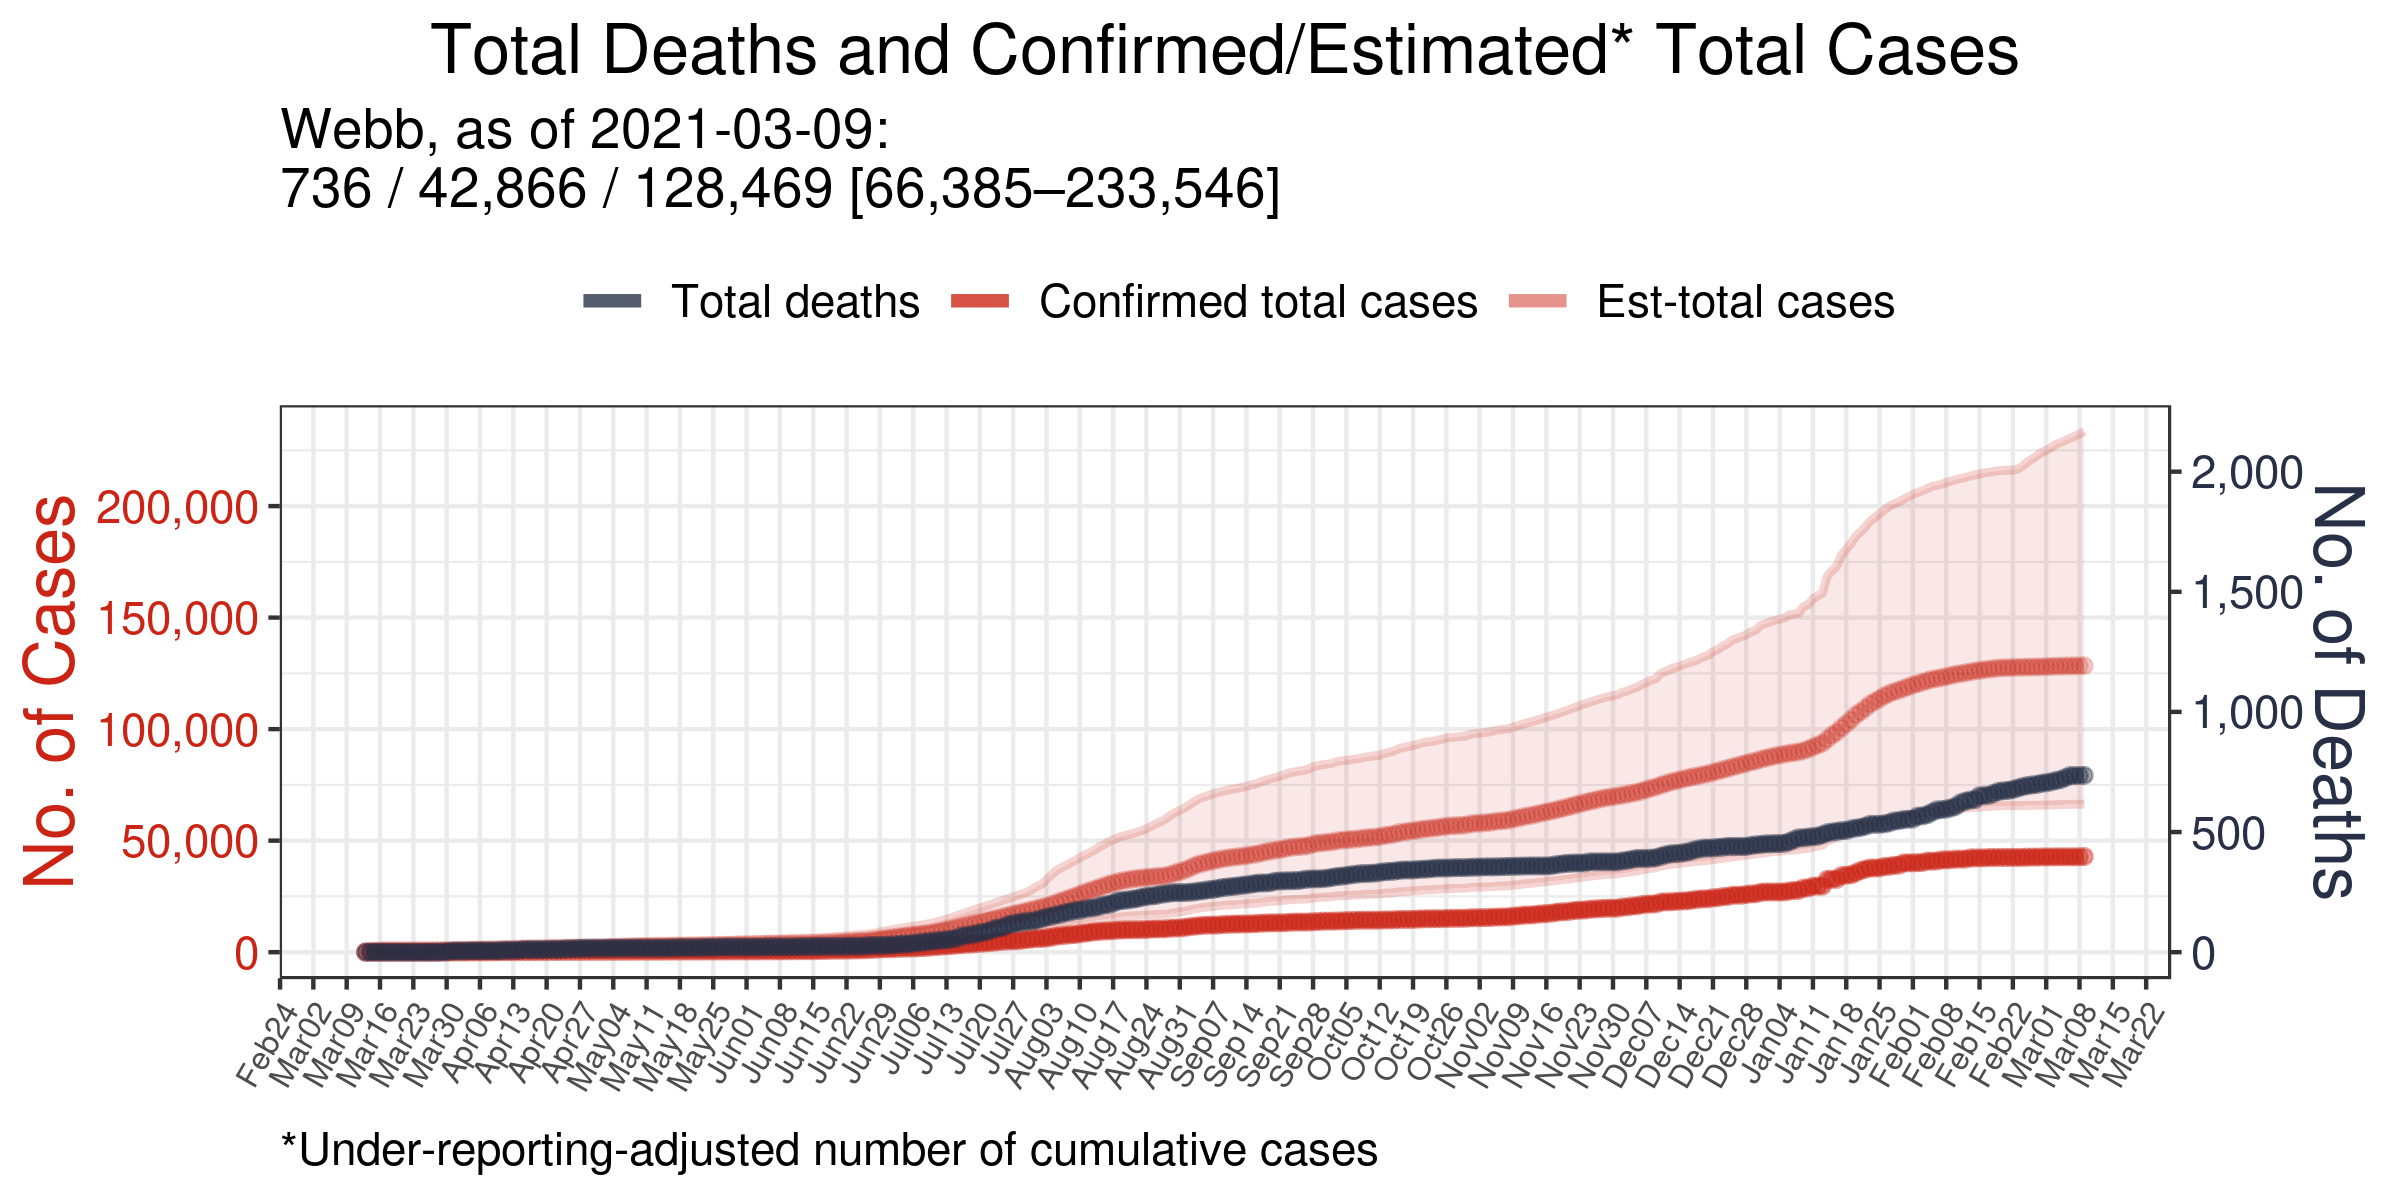 Total Deaths and Confirmed/Estimated* Total Cases
Webb, as of 2021-03-09:
736 / 42,866 / 128,469 [66,385–233,546]
Total deaths
Confirmed total cases
Est-total cases
No. of Cases
200,000
150,000
100,000
50,000
0
2,000
1,500
1,000
500
0
No. of Deaths
Feb24
Mar02
Mar09
Mar16
Mar23
Mar30
Apr06
Apr13
Apr20
Apr27
May04
May11
May18
May25
Jun01
Jun08
Jun15
Jun22
Jun29
Jul06
Jul13
Jul20
Jul27
Aug03
Aug10
Aug17
Aug24
Aug31
Sep07
Sep14
Sep21
Sep28
Oct05
Oct12
Oct19
Oct26
Nov02
Nov09
Nov16
Nov23
Nov30
Dec07
Dec14
Dec21
Dec28
Jan04
Jan11
Jan18
Jan25
Feb01
Feb08
Feb15
Feb22
Mar01
Mar08
Mar15
Mar22
*Under-reporting-adjusted number of cumulative cases